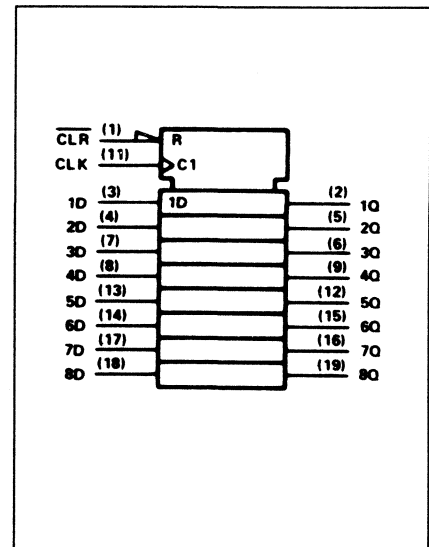 C̅L̅R̅ (1) R
CLK (11) C1
1D (3) 1D (2) 1Q
2D (4) (5) 2Q
3D (7) (6) 3Q
4D (8) (9) 4Q
5D (13) (12) 5Q
6D (14) (15) 6Q
7D (17) (16) 7Q
8D (18) (19) 8Q